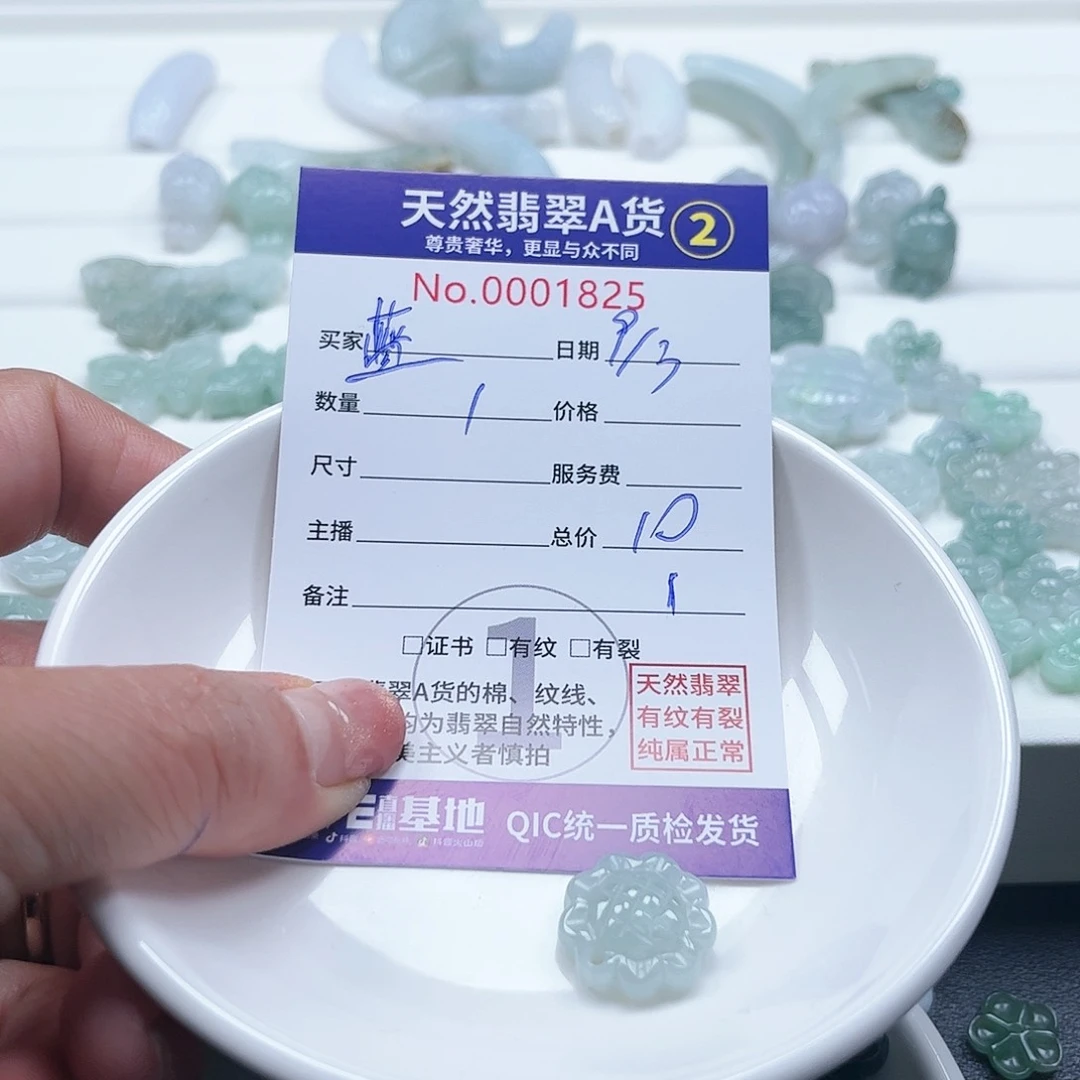 天然翡翠A货 2
尊贵奢华，更显与众不同
No.0001825
买家 蓝 日期 9/3
数量 1 价格
尺寸 服务费
主播 总价 10
备注 1
□证书 □有纹 □有裂
1
翠A货的棉、纹线、
均为翡翠自然特性，
美主义者慎拍
天然翡翠
有纹有裂
纯属正常
直播基地 QIC统一质检发货